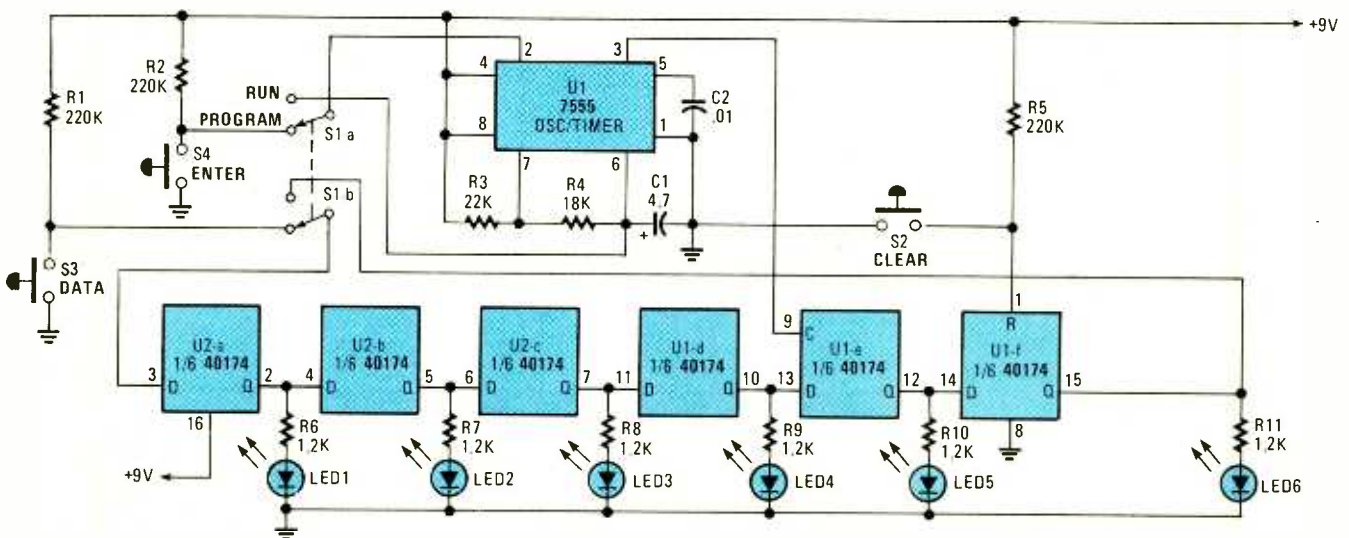 +9V
R1
220K
R2
220K
RUN
PROGRAM
S1a
S4
ENTER
S1b
S3
DATA
2
3
4
5
8
1
7
6
U1
7555
OSC/TIMER
C2
.01
R3
22K
R4
18K
C1
4.7
+
S2
CLEAR
R5
220K
3
U2-a
1/6 40174
D
Q
2
16
+9V
4
U2-b
1/6 40174
D
Q
5
6
U2-c
1/6 40174
D
Q
7
11
U1-d
1/6 40174
D
Q
10
9
C
13
U1-e
1/6 40174
D
Q
12
1
R
14
U1-f
1/6 40174
D
Q
15
8
R6
1.2K
LED1
R7
1.2K
LED2
R8
1.2K
LED3
R9
1.2K
LED4
R10
1.2K
LED5
R11
1.2K
LED6